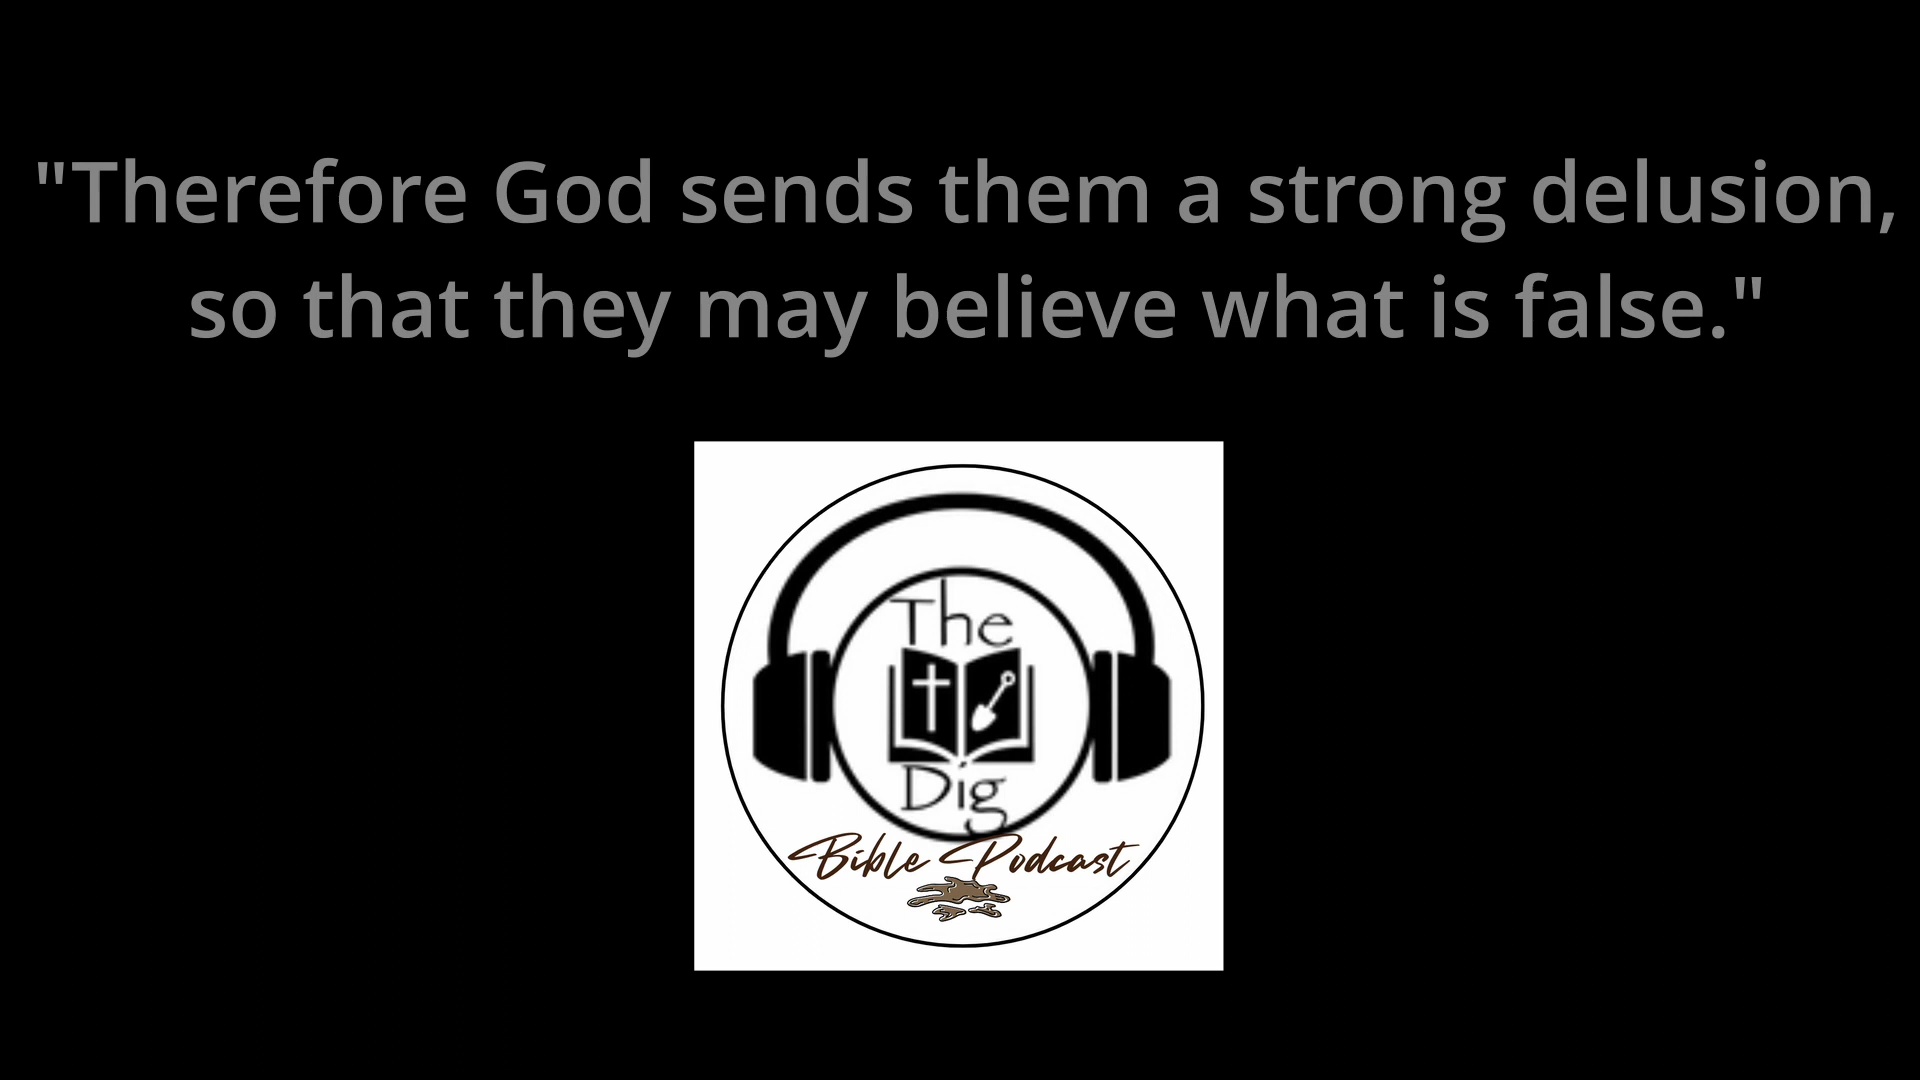 "Therefore God sends them a strong delusion,
so that they may believe what is false."
The
Dig
Bible Podcast